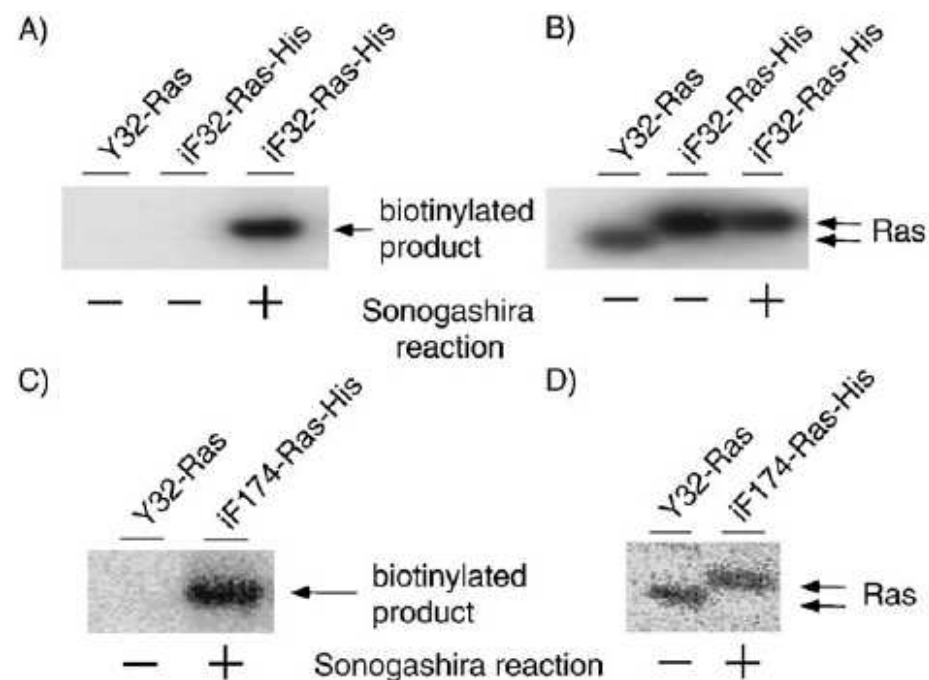 A)
Y32-Ras
iF32-Ras-His
iF32-Ras-His
biotinylated
product
− − +
Sonogashira
reaction
B)
Y32-Ras
iF32-Ras-His
iF32-Ras-His
Ras
− − +
C)
Y32-Ras
iF174-Ras-His
biotinylated
product
− + Sonogashira reaction
D)
Y32-Ras
iF174-Ras-His
Ras
− +